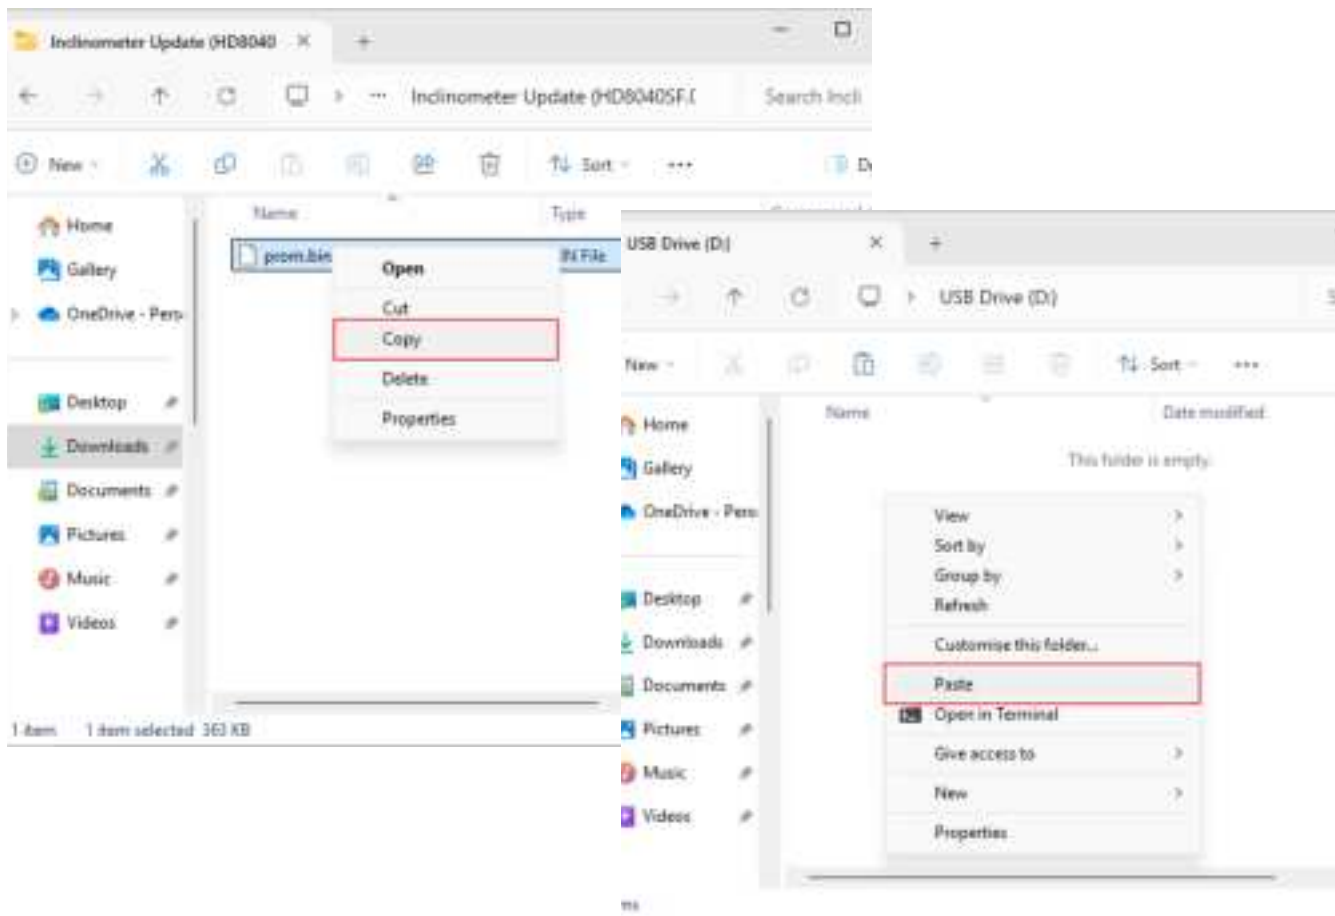 Inclinometer Update (HD8040
Inclinometer Update (HD8040SF.(
Search Incli
New
Sort
Name
Type
prom.bin
IN File
Home
Gallery
OneDrive - Pers
Desktop
Downloads
Documents
Pictures
Music
Videos
Open
Cut
Copy
Delete
Properties
1 item
1 item selected 363 KB
USB Drive (D:)
USB Drive (D:)
New
Sort
Name
Date modified
This folder is empty.
Home
Gallery
OneDrive - Pers
Desktop
Downloads
Documents
Pictures
Music
Videos
View
Sort by
Group by
Refresh
Customise this folder...
Paste
Open in Terminal
Give access to
New
Properties
ms